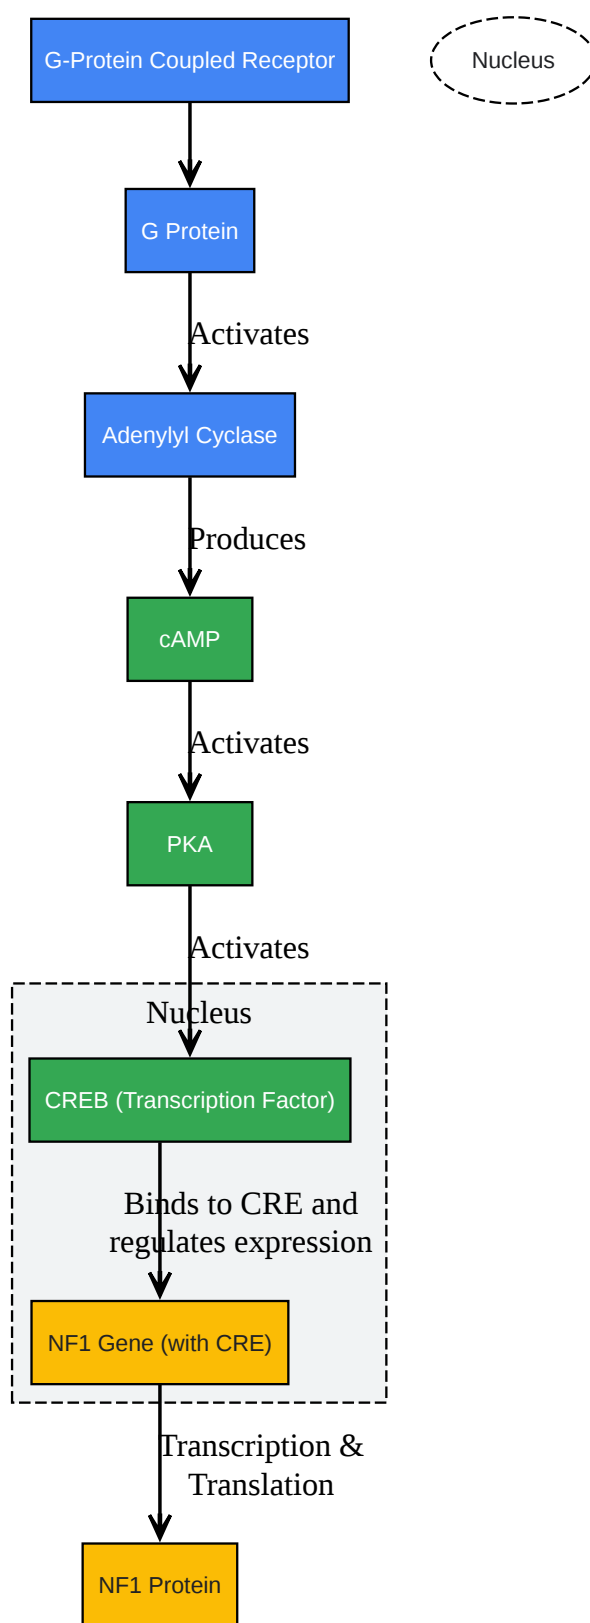 G-Protein Coupled Receptor
Nucleus
G Protein
Activates
Adenylyl Cyclase
Produces
cAMP
Activates
PKA
Activates
Nucleus
CREB (Transcription Factor)
Binds to CRE and
regulates expression
NF1 Gene (with CRE)
Transcription &
Translation
NF1 Protein